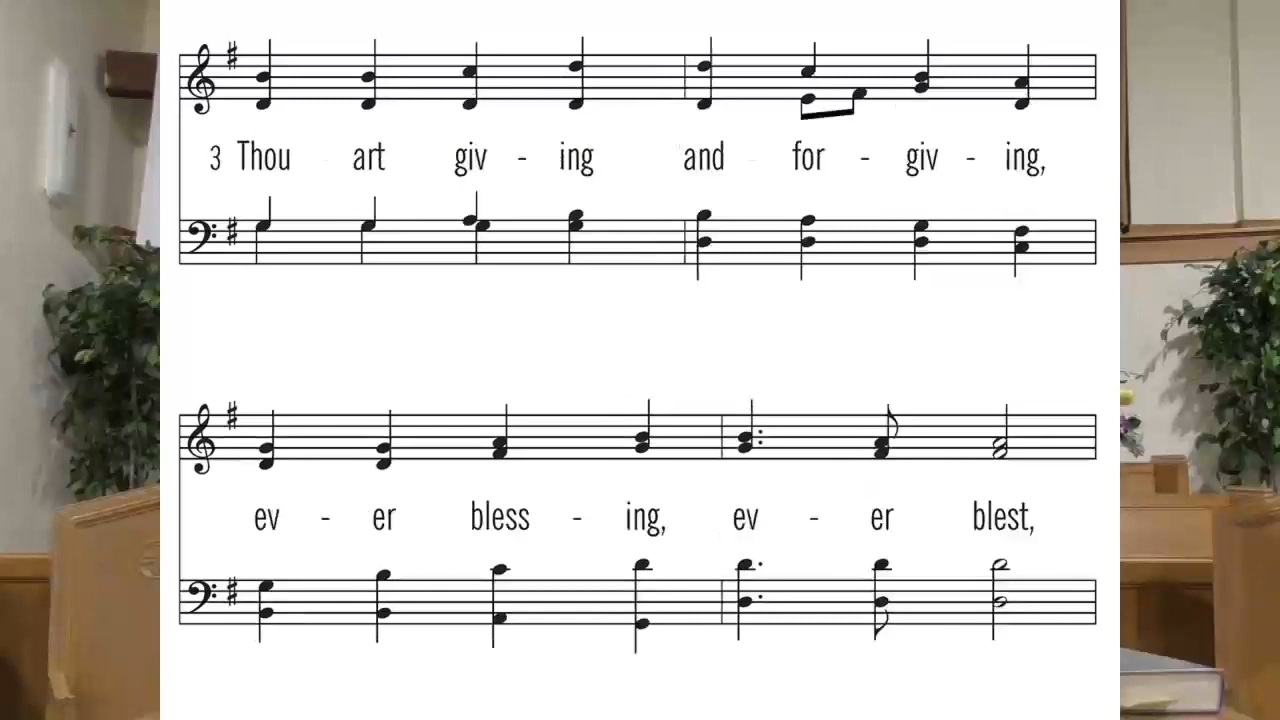 3 Thou art giv - ing and for - giv - ing,
ev - er bless - ing, ev - er blest,